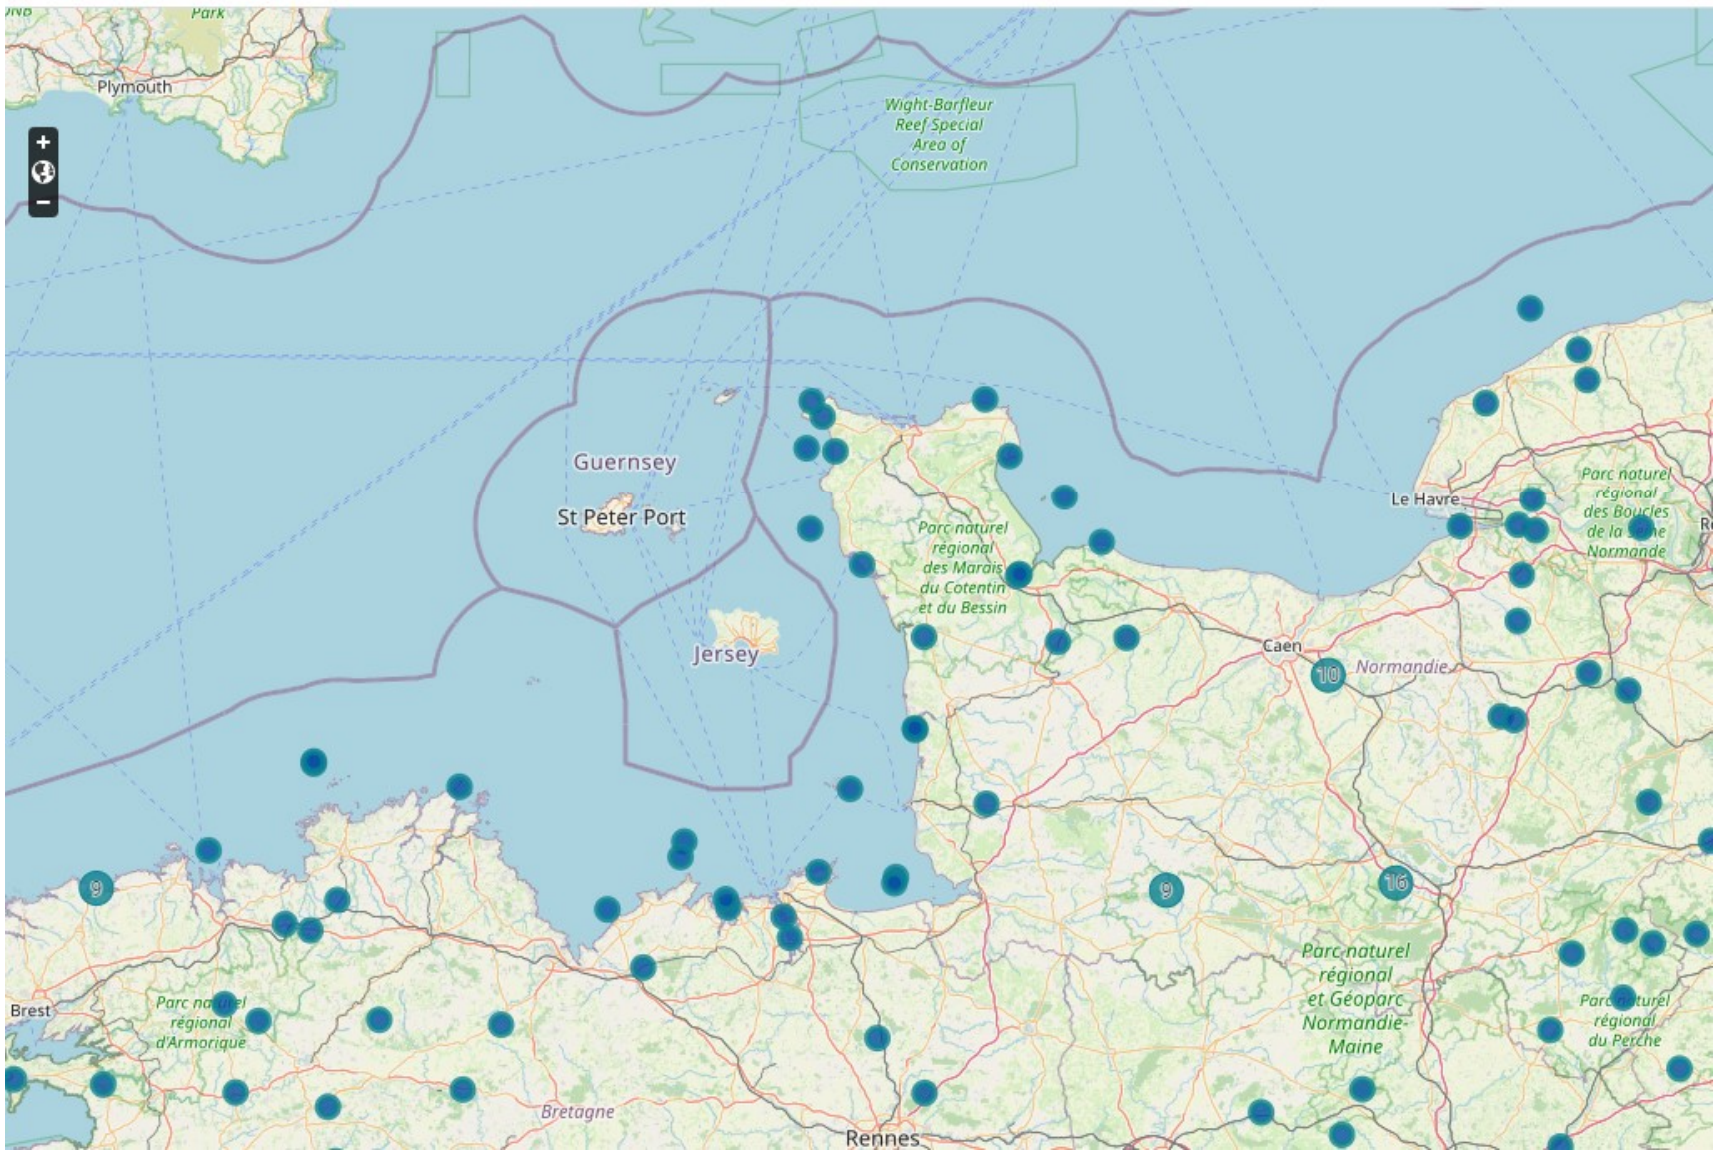 Park
Plymouth
+
−
Wight-Barfleur
Reef Special
Area of
Conservation
Guernsey
St Peter Port
Jersey
Parc naturel
régional
des Marais
du Cotentin
et du Bessin
Le Havre
Parc naturel
régional
des Boucles
de la Seine
Normande
Caen
10
Normandie
9
9
16
Parc naturel
régional
et Géoparc
Normandie-
Maine
Brest
Parc naturel
régional
d'Armorique
Parc naturel
régional
du Perche
Bretagne
Rennes